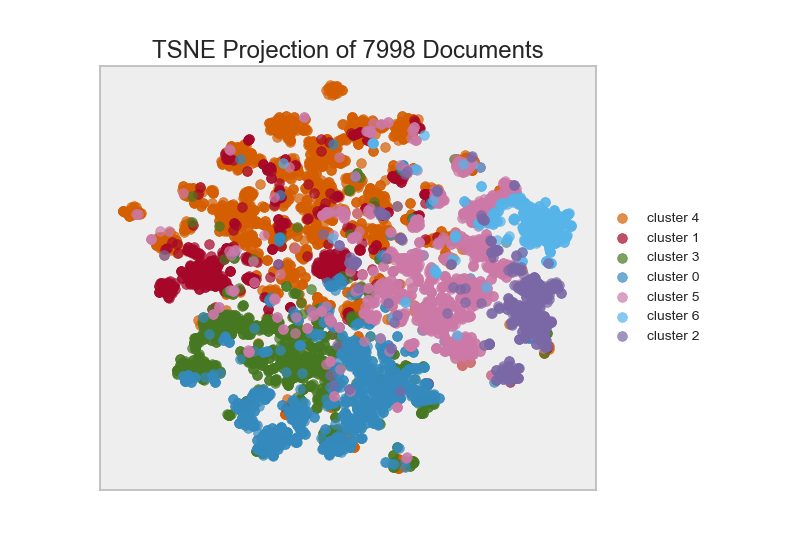 TSNE Projection of 7998 Documents
cluster 4
cluster 1
cluster 3
cluster 0
cluster 5
cluster 6
cluster 2